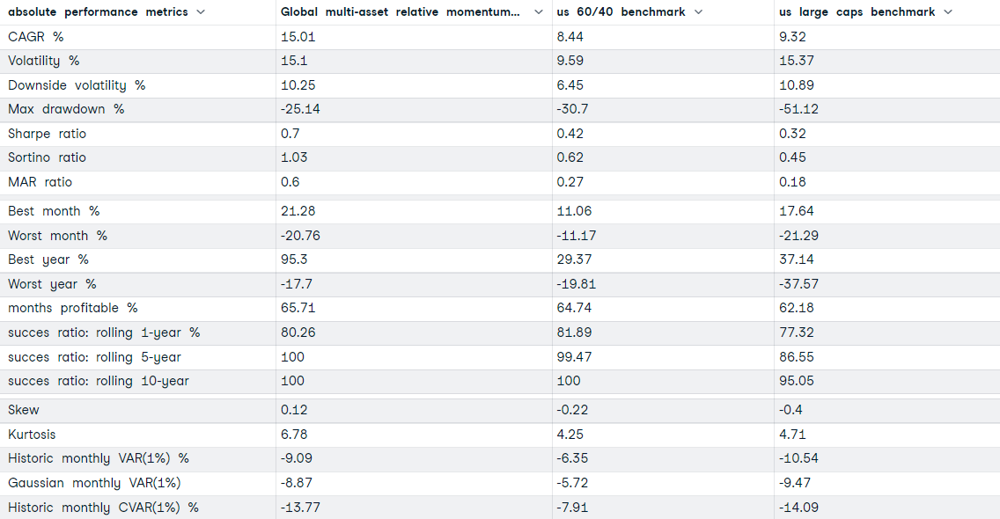 absolute performance metrics Global multi-asset relative momentum... us 60/40 benchmark us large caps benchmark
CAGR % 15.01 8.44 9.32
Volatility % 15.1 9.59 15.37
Downside volatility % 10.25 6.45 10.89
Max drawdown % -25.14 -30.7 -51.12
Sharpe ratio 0.7 0.42 0.32
Sortino ratio 1.03 0.62 0.45
MAR ratio 0.6 0.27 0.18
Best month % 21.28 11.06 17.64
Worst month % -20.76 -11.17 -21.29
Best year % 95.3 29.37 37.14
Worst year % -17.7 -19.81 -37.57
months profitable % 65.71 64.74 62.18
succes ratio: rolling 1-year % 80.26 81.89 77.32
succes ratio: rolling 5-year 100 99.47 86.55
succes ratio: rolling 10-year 100 100 95.05
Skew 0.12 -0.22 -0.4
Kurtosis 6.78 4.25 4.71
Historic monthly VAR(1%) % -9.09 -6.35 -10.54
Gaussian monthly VAR(1%) -8.87 -5.72 -9.47
Historic monthly CVAR(1%) % -13.77 -7.91 -14.09